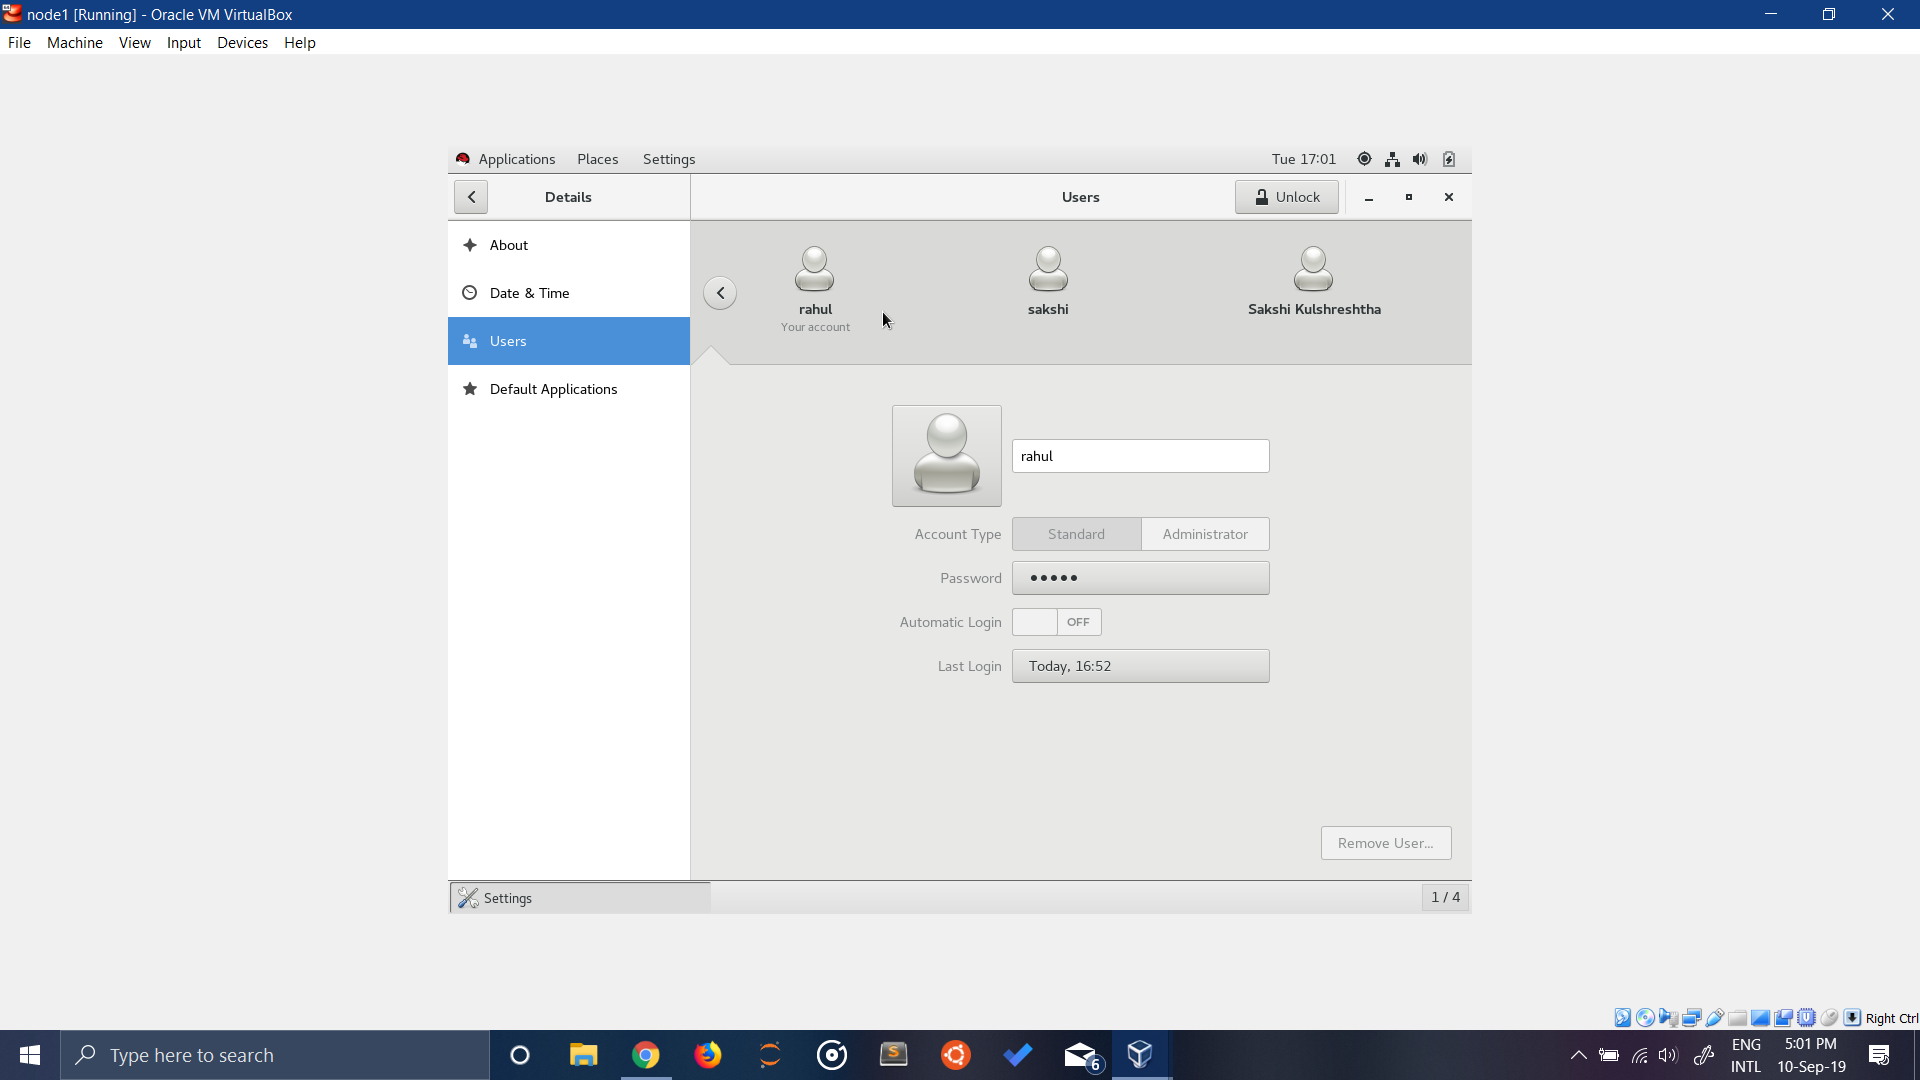 node1 [Running] - Oracle VM VirtualBox
File Machine View Input Devices Help
Applications Places Settings Tue 17:01
Details Users Unlock
About
Date & Time
Users
Default Applications
rahul sakshi Sakshi Kulshreshtha
Your account
rahul
Account Type Standard Administrator
Password
Automatic Login OFF
Last Login Today, 16:52
Remove User...
Settings 1 / 4
Right Ctrl
Type here to search
6
ENG
INTL
5:01 PM
10-Sep-19